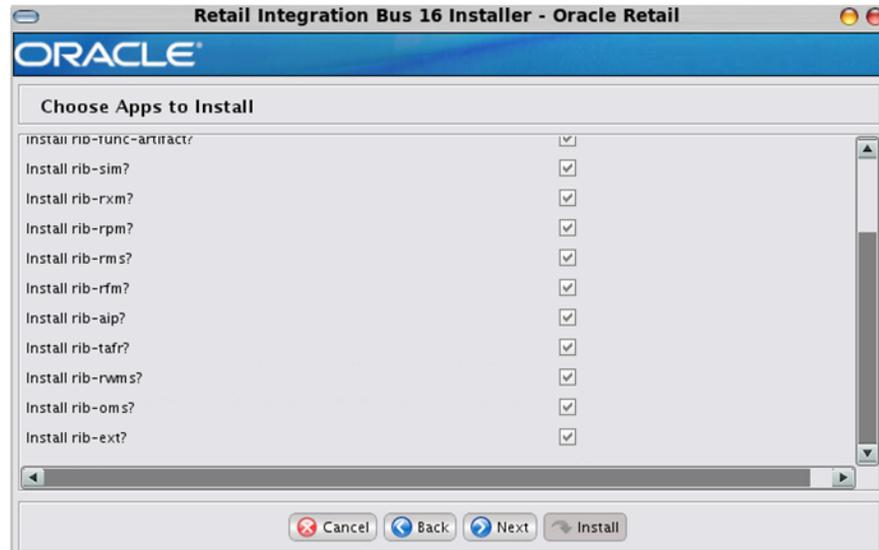 Retail Integration Bus 16 Installer - Oracle Retail
ORACLE®
Choose Apps to Install
Install rib-func-artifact?
Install rib-sim?
Install rib-rxm?
Install rib-rpm?
Install rib-rms?
Install rib-rfm?
Install rib-aip?
Install rib-tafr?
Install rib-rwms?
Install rib-oms?
Install rib-ext?
Cancel Back Next Install